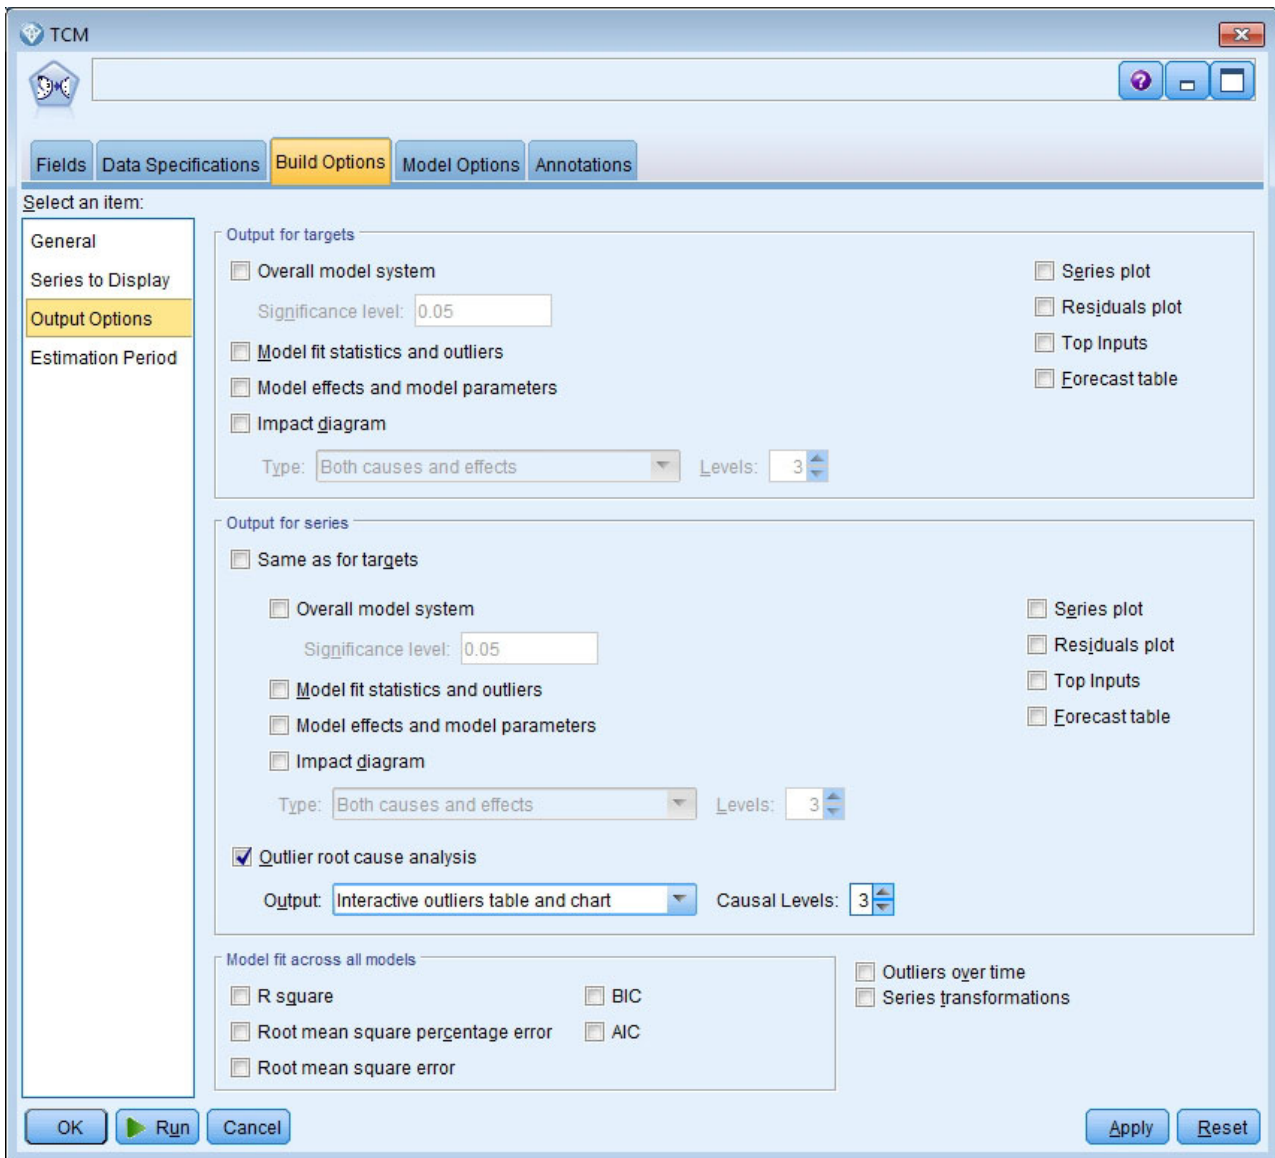 TCM
Fields Data Specifications Build Options Model Options Annotations
Select an item:
General
Series to Display
Output Options
Estimation Period
Output for targets
Overall model system
Significance level: 0.05
Model fit statistics and outliers
Model effects and model parameters
Impact diagram
Type: Both causes and effects Levels: 3
Series plot
Residuals plot
Top Inputs
Forecast table
Output for series
Same as for targets
Overall model system
Significance level: 0.05
Model fit statistics and outliers
Model effects and model parameters
Impact diagram
Type: Both causes and effects Levels: 3
Series plot
Residuals plot
Top Inputs
Forecast table
Outlier root cause analysis
Output: Interactive outliers table and chart Causal Levels: 3
Model fit across all models
R square BIC
Root mean square percentage error AIC
Root mean square error
Outliers over time
Series transformations
OK Run Cancel Apply Reset